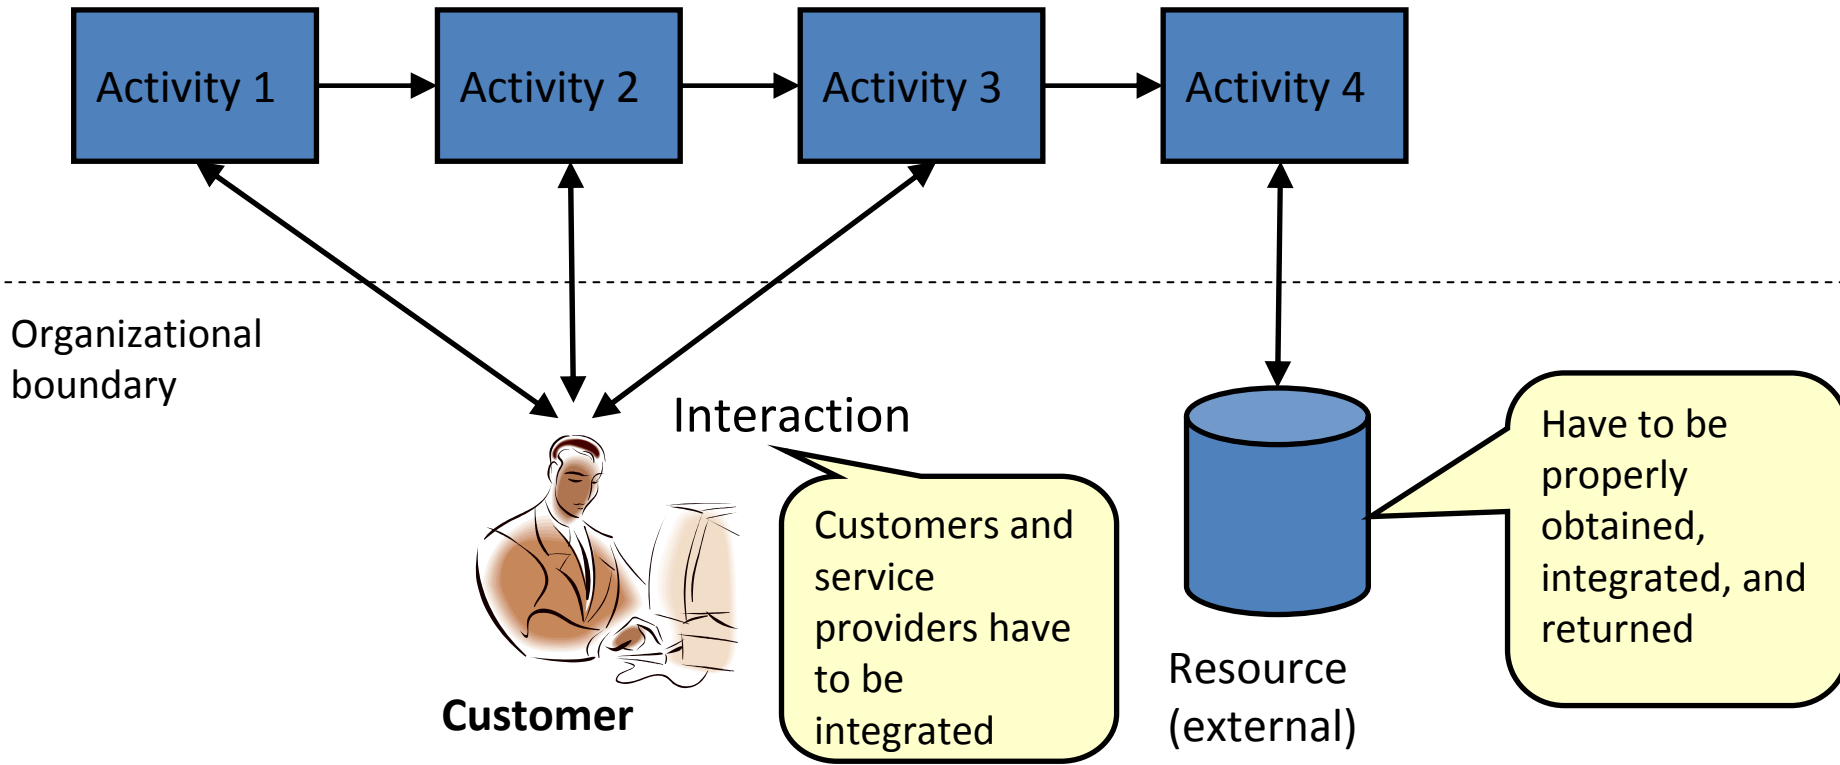 Activity 1
Activity 2
Activity 3
Activity 4
Organizational
boundary
Interaction
Customers and
service
providers have
to be
integrated
Customer
Have to be
properly
obtained,
integrated, and
returned
Resource
(external)